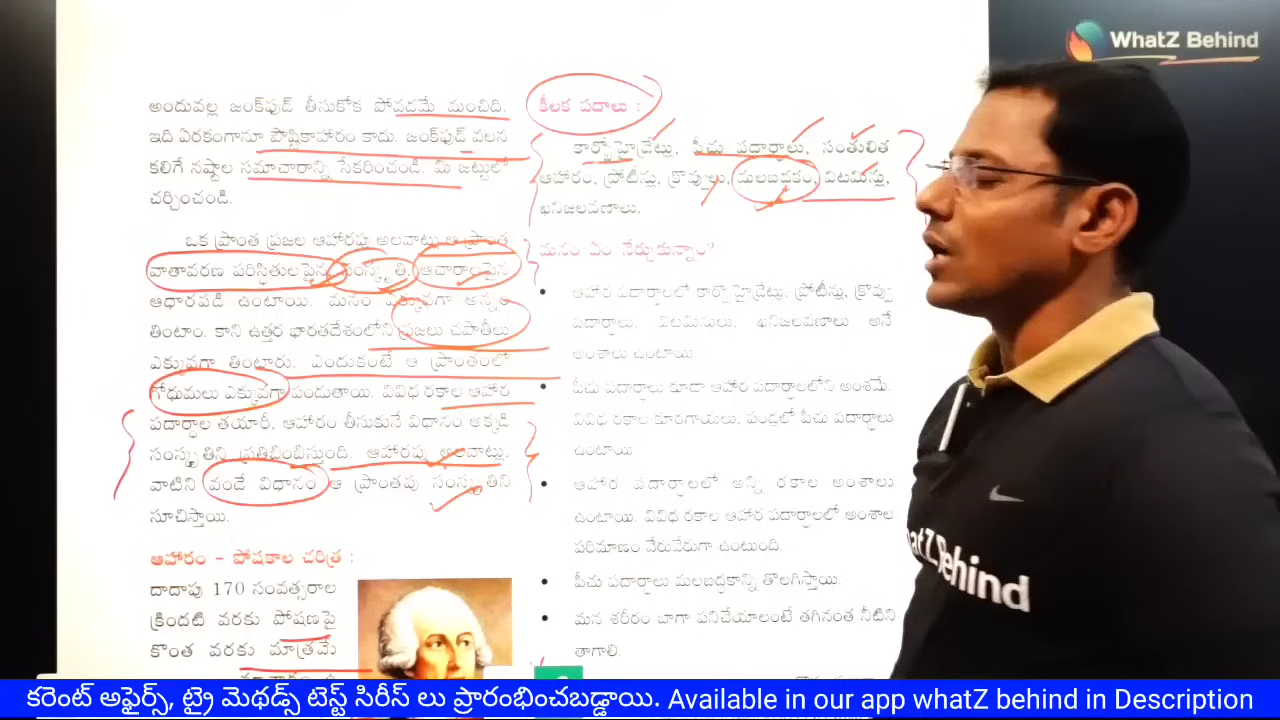 WhatZ Behind
అందువల్ల జంక్‌ఫుడ్ తీసుకోక పోవడమే మంచిది.
ఇది ఏరకంగానూ పౌష్టికాహారం కాదు. జంక్‌ఫుడ్ వలన
కలిగే నష్టాల సమాచారాన్ని సేకరించండి. మీ జట్టులో
చర్చించండి.
ఒక ప్రాంత ప్రజల ఆహారపు అలవాట్లు ఆ ప్రాంత
వాతావరణ పరిస్థితులపైన, సంస్కృతి, ఆచారాలపైన
ఆధారపడి ఉంటాయి. మనం ఎక్కువగా అన్నం
తింటాం. కాని ఉత్తర భారతదేశంలోని ప్రజలు చపాతీలు
ఎక్కువగా తింటారు. ఎందుకంటే ఆ ప్రాంతంలో
గోధుమలు ఎక్కువగా పండుతాయి. వివిధ రకాల ఆహార
పదార్థాల తయారీ, ఆహారం తీసుకునే విధానం అక్కడి
సంస్కృతిని ప్రతిబింబిస్తుంది. ఆహారపు అలవాట్లు,
వాటిని వండే విధానం ఆ ప్రాంతపు సంస్కృతిని
సూచిస్తాయి.
ఆహారం - పోషకాల చరిత్ర :
దాదాపు 170 సంవత్సరాల
క్రిందటి వరకు పోషణపై
కొంత వరకు మాత్రమే
కీలక పదాలు :
కార్బోహైడ్రేట్లు, పీచు పదార్థాలు, సంతులిత
ఆహారం, ప్రోటీన్లు, క్రొవ్వులు, మలబద్దకం, విటమిన్లు,
ఖనిజలవణాలు.
మనం ఏం నేర్చుకున్నాం?
• ఆహార పదార్థాలలో కార్బోహైడ్రేట్లు, ప్రోటీన్లు, క్రొవ్వు
పదార్థాలు, విటమినులు, ఖనిజలవణాలు అనే
అంశాలు ఉంటాయి.
• పీచు పదార్థాలు కూడా ఆహార పదార్థాలలోని అంశమే.
వివిధ రకాల కూరగాయలు, పండ్లలో పీచు పదార్థాలు
ఉంటాయి.
• ఆహార పదార్థాలలో అన్ని రకాల అంశాలు
ఉంటాయి. వివిధ రకాల ఆహార పదార్థాలలో అంశాల
పరిమాణం వేరువేరుగా ఉంటుంది.
• పీచు పదార్థాలు మలబద్దకాన్ని తొలగిస్తాయి.
• మన శరీరం బాగా పనిచేయాలంటే తగినంత నీటిని
తాగాలి.
Behind
కరెంట్ అఫైర్స్, ట్రై మెథడ్స్ టెస్ట్ సిరీస్ లు ప్రారంభించబడ్డాయి. Available in our app whatZ behind in Description